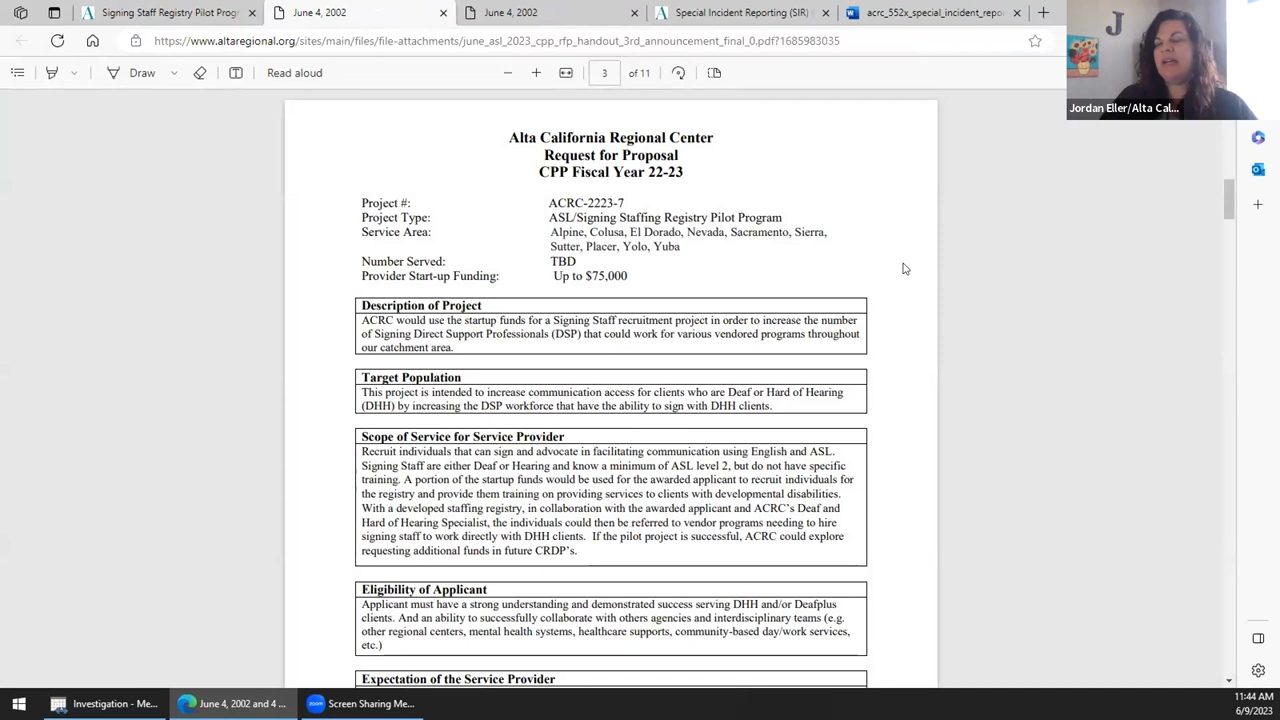 Signing Staff Registry Pilot Progr
June 4, 2002
June 4, 2002
Special Incident Reporting (SIR)
acrc_552x_special_incident_repo
https://www.altaregional.org/sites/main/files/file-attachments/june_asl_2023_cpp_rfp_handout_3rd_announcement_final_0.pdf?1685983035
Draw
Read aloud
3 of 11
J
Jordan Eller/Alta Cal...
Alta California Regional Center
Request for Proposal
CPP Fiscal Year 22-23
Project #: ACRC-2223-7
Project Type: ASL/Signing Staffing Registry Pilot Program
Service Area: Alpine, Colusa, El Dorado, Nevada, Sacramento, Sierra,
Sutter, Placer, Yolo, Yuba
Number Served: TBD
Provider Start-up Funding: Up to $75,000
Description of Project
ACRC would use the startup funds for a Signing Staff recruitment project in order to increase the number
of Signing Direct Support Professionals (DSP) that could work for various vendored programs throughout
our catchment area.
Target Population
This project is intended to increase communication access for clients who are Deaf or Hard of Hearing
(DHH) by increasing the DSP workforce that have the ability to sign with DHH clients.
Scope of Service for Service Provider
Recruit individuals that can sign and advocate in facilitating communication using English and ASL.
Signing Staff are either Deaf or Hearing and know a minimum of ASL level 2, but do not have specific
training. A portion of the startup funds would be used for the awarded applicant to recruit individuals for
the registry and provide them training on providing services to clients with developmental disabilities.
With a developed staffing registry, in collaboration with the awarded applicant and ACRC's Deaf and
Hard of Hearing Specialist, the individuals could then be referred to vendor programs needing to hire
signing staff to work directly with DHH clients. If the pilot project is successful, ACRC could explore
requesting additional funds in future CRDP's.
Eligibility of Applicant
Applicant must have a strong understanding and demonstrated success serving DHH and/or Deafplus
clients. And an ability to successfully collaborate with others agencies and interdisciplinary teams (e.g.
other regional centers, mental health systems, healthcare supports, community-based day/work services,
etc.)
Expectation of the Service Provider
Investigation - Me...
June 4, 2002 and 4 ...
zoom
Screen Sharing Me...
11:44 AM
6/9/2023